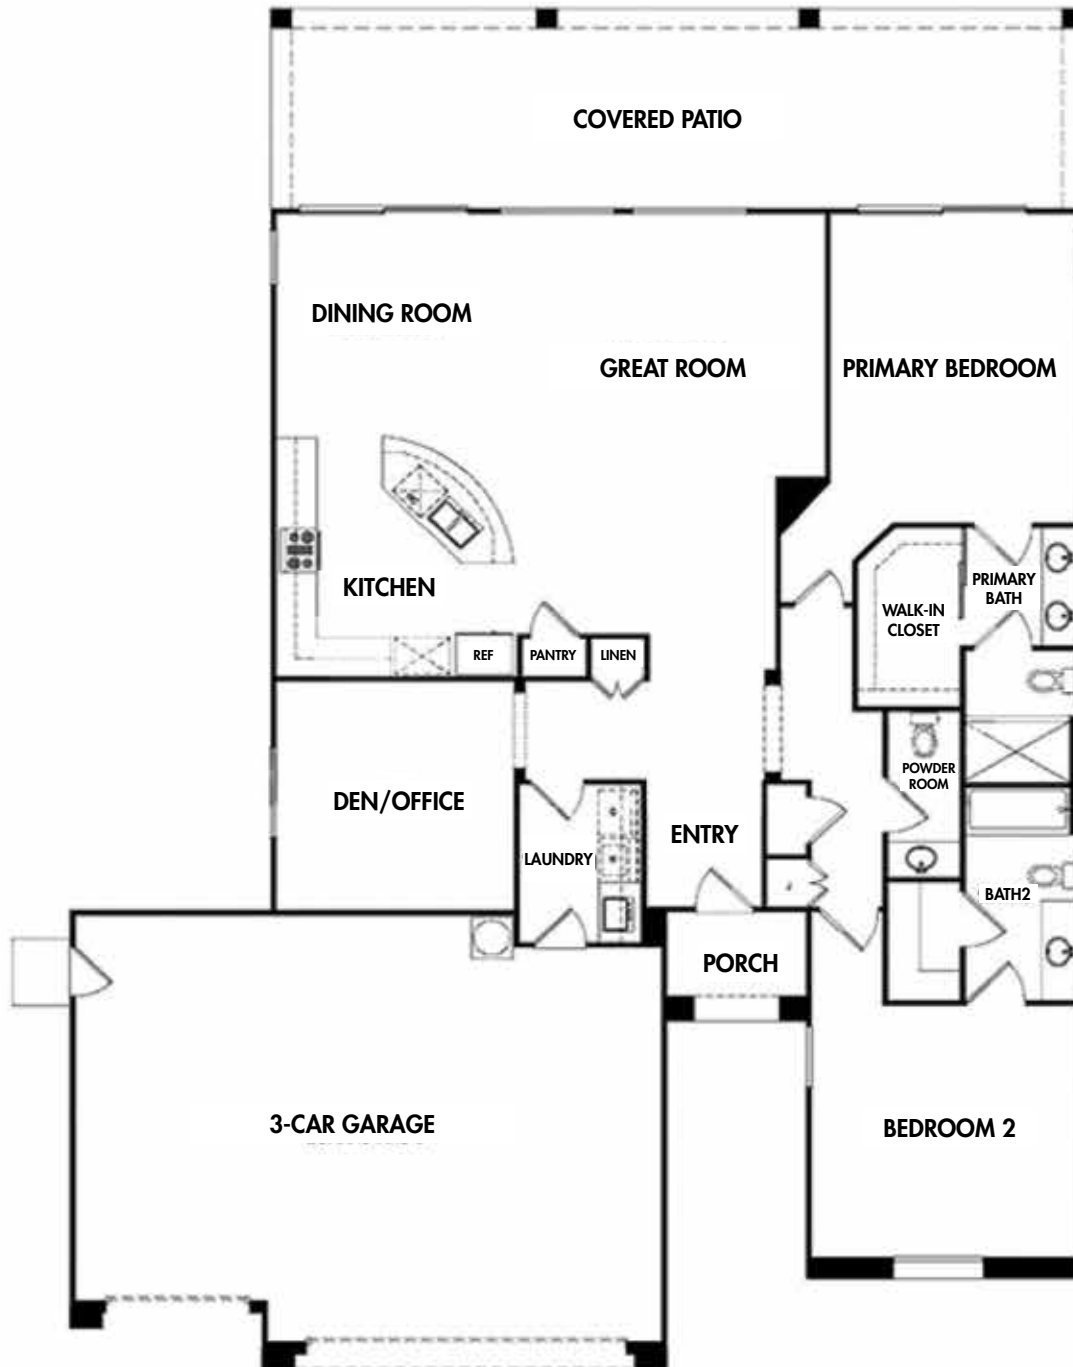 COVERED PATIO
DINING ROOM
GREAT ROOM
PRIMARY BEDROOM
KITCHEN
PRIMARY
BATH
WALK-IN
CLOSET
REF
PANTRY
LINEN
POWDER
ROOM
DEN/OFFICE
ENTRY
LAUNDRY
BATH2
PORCH
3-CAR GARAGE
BEDROOM 2